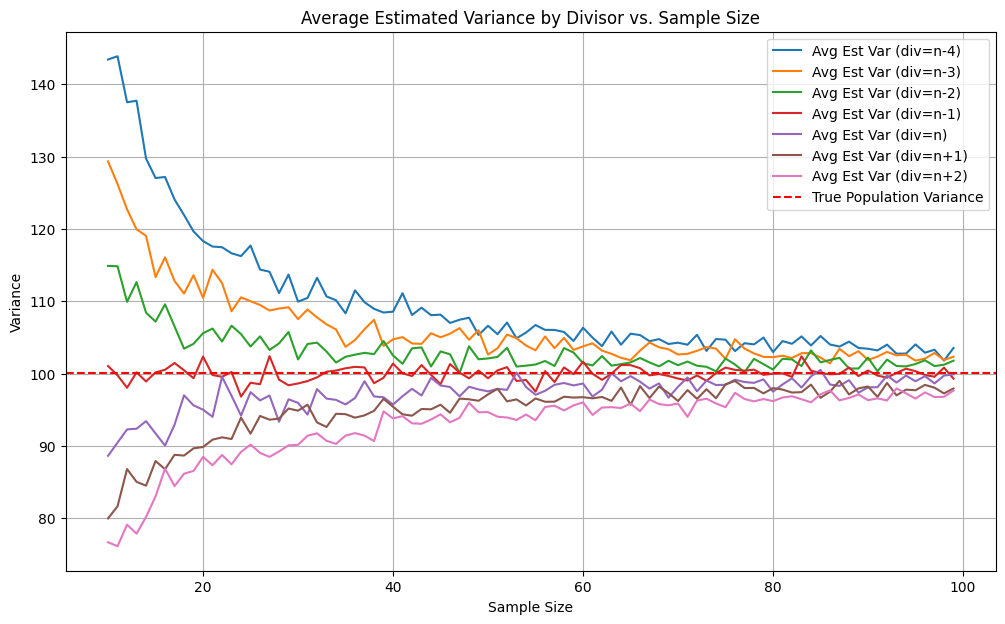 Average Estimated Variance by Divisor vs. Sample Size
Variance
140
130
120
110
100
90
80
20
40
60
80
100
Sample Size
Avg Est Var (div=n-4)
Avg Est Var (div=n-3)
Avg Est Var (div=n-2)
Avg Est Var (div=n-1)
Avg Est Var (div=n)
Avg Est Var (div=n+1)
Avg Est Var (div=n+2)
True Population Variance